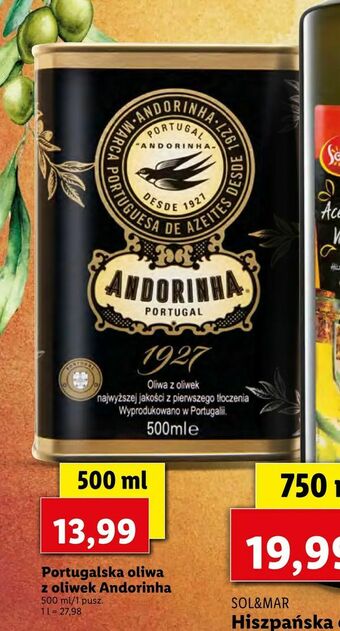 MARCA PORTUGUESA DE AZEITES DESDE 1927 - ANDORINHA -
PORTUGAL
"ANDORINHA"
DESDE 1927
ANDORINHA
PORTUGAL
1927
Oliwa z oliwek
najwyższej jakości z pierwszego tłoczenia
Wyprodukowano w Portugalii.
500ml℮
500 ml
13,99
Portugalska oliwa
z oliwek Andorinha
500 ml/1 pusz.
1 l = 27,98
750
19,99
SOL&MAR
Hiszpańska